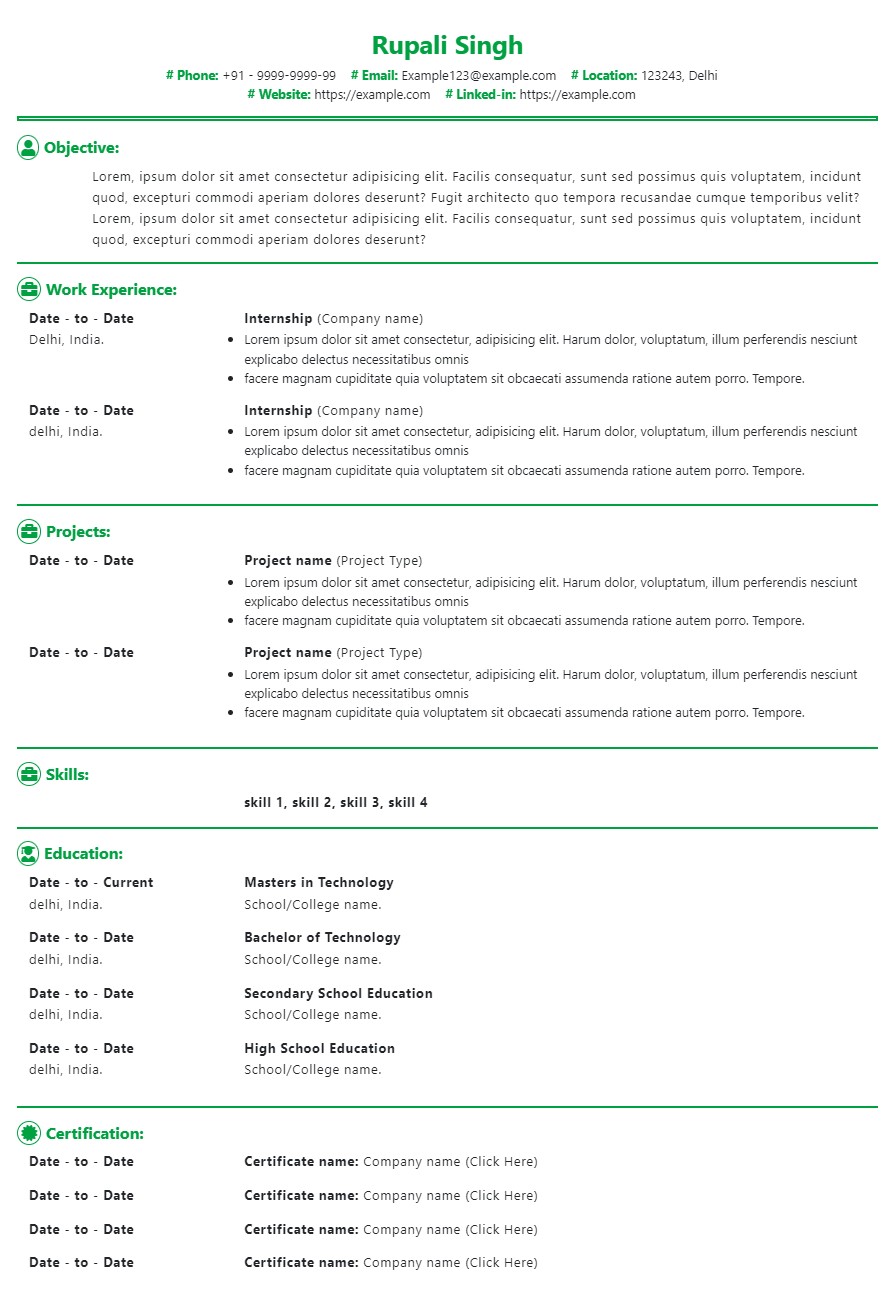 Rupali Singh
# Phone: +91 - 9999-9999-99 # Email: Example123@example.com # Location: 123243, Delhi
# Website: https://example.com # Linked-in: https://example.com
Objective:
Lorem, ipsum dolor sit amet consectetur adipisicing elit. Facilis consequatur, sunt sed possimus quis voluptatem, incidunt
quod, excepturi commodi aperiam dolores deserunt? Fugit architecto quo tempora recusandae cumque temporibus velit?
Lorem, ipsum dolor sit amet consectetur adipisicing elit. Facilis consequatur, sunt sed possimus quis voluptatem, incidunt
quod, excepturi commodi aperiam dolores deserunt?
Work Experience:
Date - to - Date Internship (Company name)
Delhi, India. • Lorem ipsum dolor sit amet consectetur, adipisicing elit. Harum dolor, voluptatum, illum perferendis nesciunt
explicabo delectus necessitatibus omnis
• facere magnam cupiditate quia voluptatem sit obcaecati assumenda ratione autem porro. Tempore.
Date - to - Date Internship (Company name)
delhi, India. • Lorem ipsum dolor sit amet consectetur, adipisicing elit. Harum dolor, voluptatum, illum perferendis nesciunt
explicabo delectus necessitatibus omnis
• facere magnam cupiditate quia voluptatem sit obcaecati assumenda ratione autem porro. Tempore.
Projects:
Date - to - Date Project name (Project Type)
• Lorem ipsum dolor sit amet consectetur, adipisicing elit. Harum dolor, voluptatum, illum perferendis nesciunt
explicabo delectus necessitatibus omnis
• facere magnam cupiditate quia voluptatem sit obcaecati assumenda ratione autem porro. Tempore.
Date - to - Date Project name (Project Type)
• Lorem ipsum dolor sit amet consectetur, adipisicing elit. Harum dolor, voluptatum, illum perferendis nesciunt
explicabo delectus necessitatibus omnis
• facere magnam cupiditate quia voluptatem sit obcaecati assumenda ratione autem porro. Tempore.
Skills:
skill 1, skill 2, skill 3, skill 4
Education:
Date - to - Current Masters in Technology
delhi, India. School/College name.
Date - to - Date Bachelor of Technology
delhi, India. School/College name.
Date - to - Date Secondary School Education
delhi, India. School/College name.
Date - to - Date High School Education
delhi, India. School/College name.
Certification:
Date - to - Date Certificate name: Company name (Click Here)
Date - to - Date Certificate name: Company name (Click Here)
Date - to - Date Certificate name: Company name (Click Here)
Date - to - Date Certificate name: Company name (Click Here)